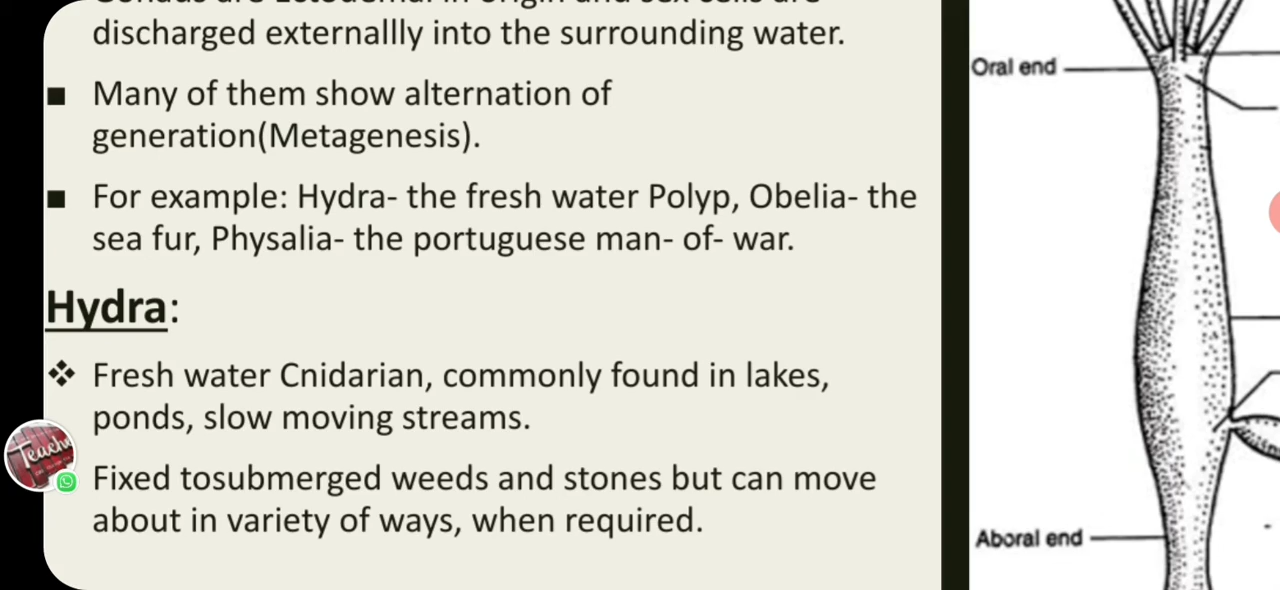 discharged externallly into the surrounding water.
■ Many of them show alternation of
generation(Metagenesis).
■ For example: Hydra- the fresh water Polyp, Obelia- the
sea fur, Physalia- the portuguese man- of- war.
Hydra:
❖ Fresh water Cnidarian, commonly found in lakes,
ponds, slow moving streams.
Fixed tosubmerged weeds and stones but can move
about in variety of ways, when required.
Oral end
Aboral end